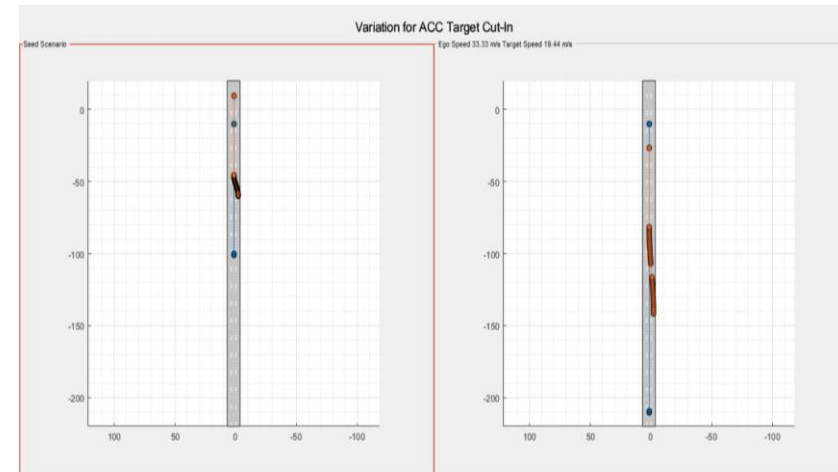 Variation for ACC Target Cut-In
Seed Scenario
Ego Speed 33.33 m/s Target Speed 19.44 m/s
0
-50
-100
-150
-200
100 50 0 -50 -100
0
-50
-100
-150
-200
100 50 0 -50 -100